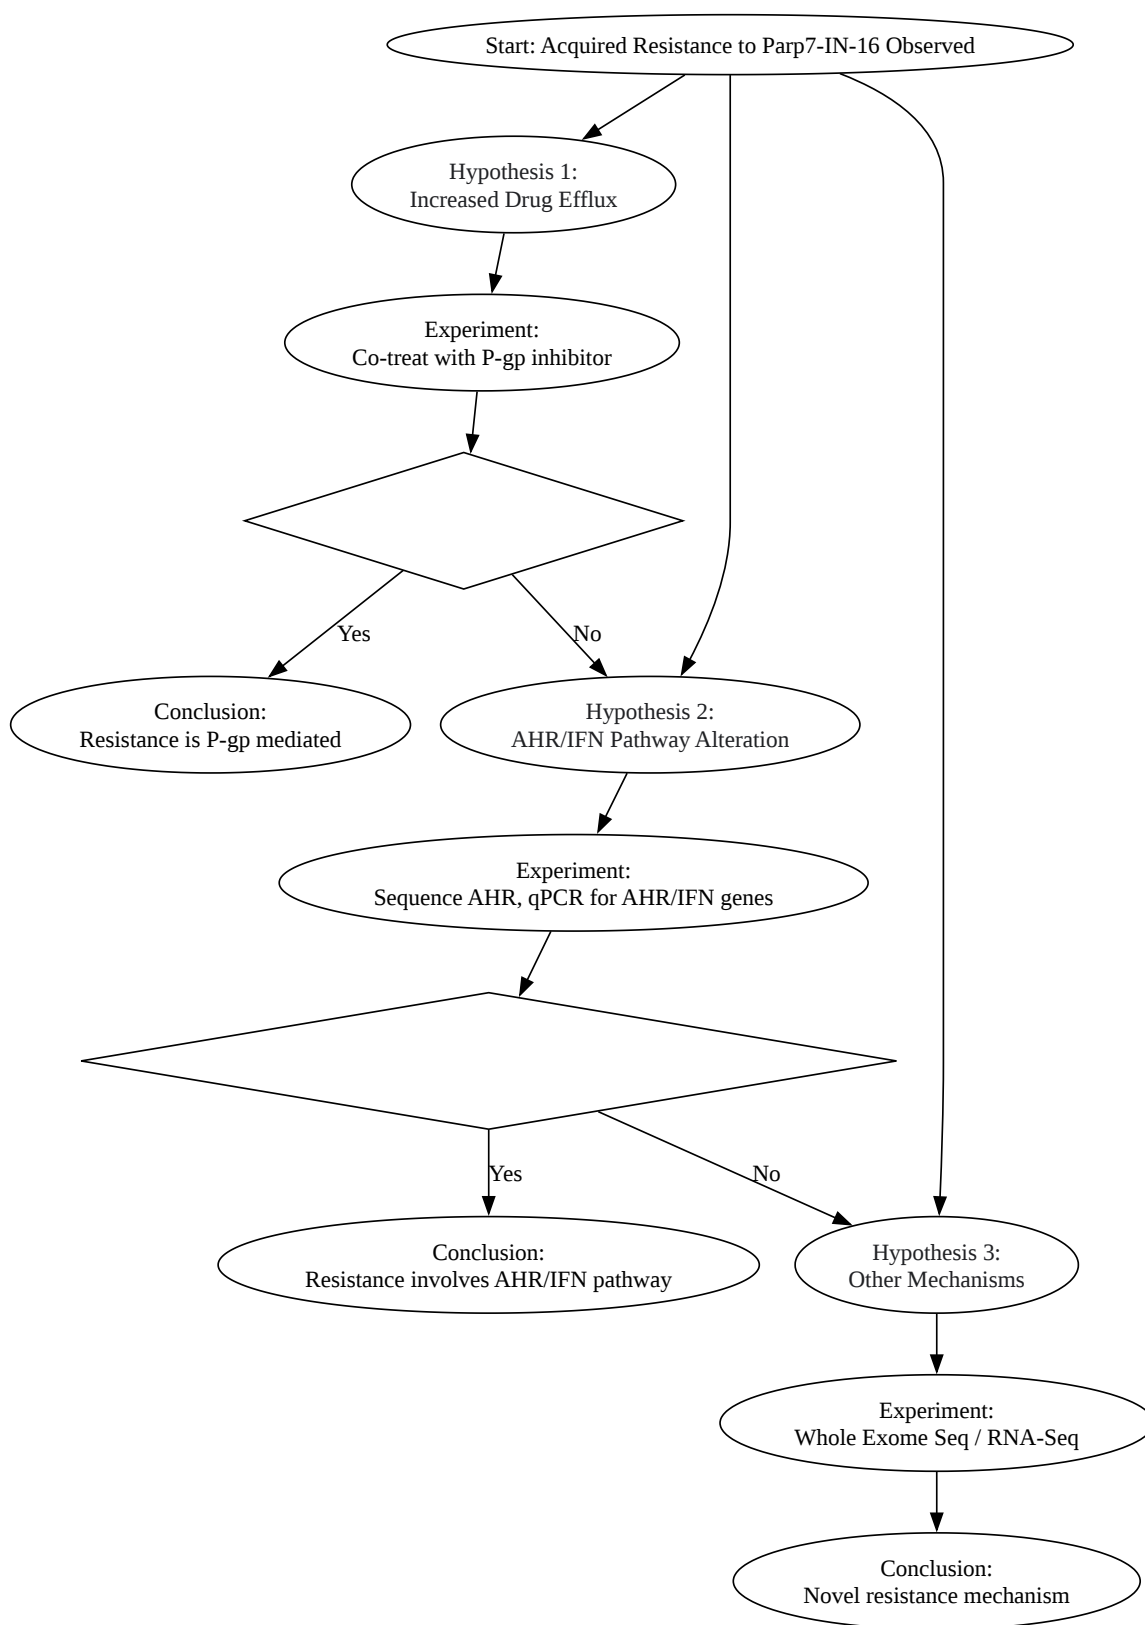 Start: Acquired Resistance to Parp7-IN-16 Observed
Hypothesis 1:
Increased Drug Efflux
Experiment:
Co-treat with P-gp inhibitor
Yes
No
Conclusion:
Resistance is P-gp mediated
Hypothesis 2:
AHR/IFN Pathway Alteration
Experiment:
Sequence AHR, qPCR for AHR/IFN genes
Yes
No
Conclusion:
Resistance involves AHR/IFN pathway
Hypothesis 3:
Other Mechanisms
Experiment:
Whole Exome Seq / RNA-Seq
Conclusion:
Novel resistance mechanism